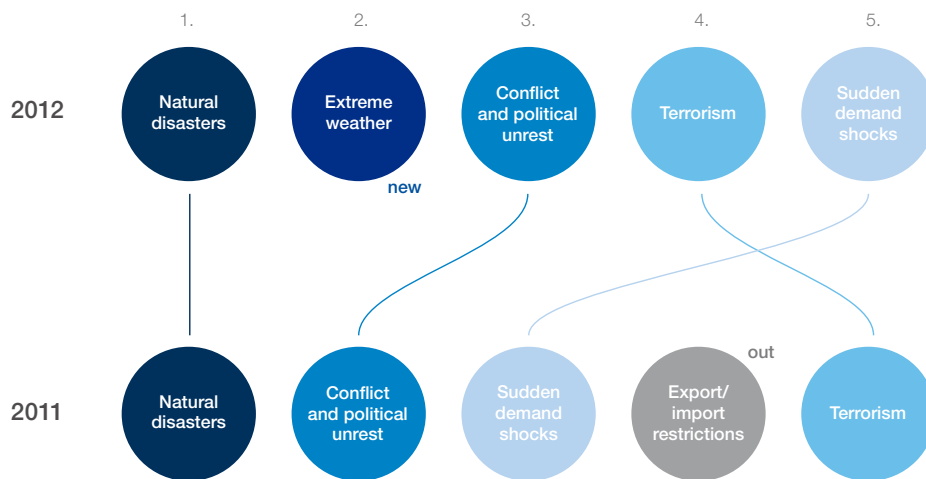 1.
2.
3.
4.
5.
2012
Natural
disasters
Extreme
weather
new
Conflict
and political
unrest
Terrorism
Sudden
demand
shocks
2011
Natural
disasters
Conflict
and political
unrest
Sudden
demand
shocks
Export/
import
restrictions
out
Terrorism